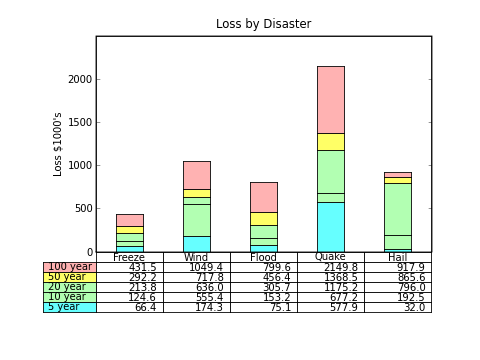 Loss by Disaster
2000
1500
1000
500
0
Loss $1000's
Freeze Wind Flood Quake Hail
100 year 431.5 1049.4 799.6 2149.8 917.9
50 year 292.2 717.8 456.4 1368.5 865.6
20 year 213.8 636.0 305.7 1175.2 796.0
10 year 124.6 555.4 153.2 677.2 192.5
5 year 66.4 174.3 75.1 577.9 32.0